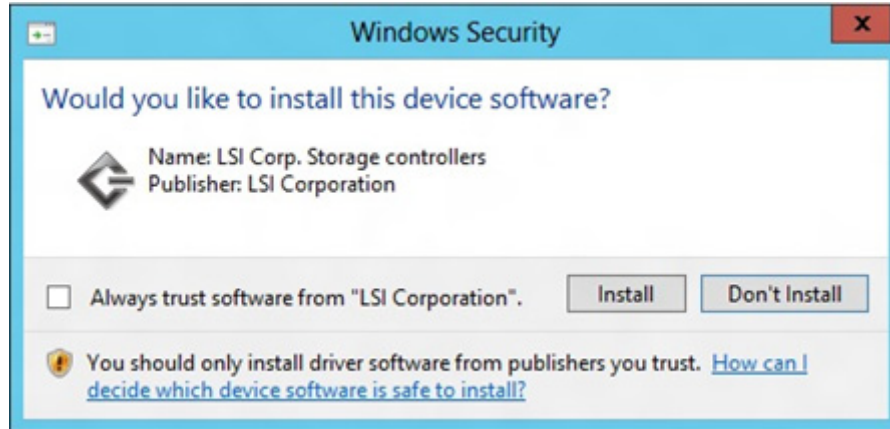 Windows Security
x
Would you like to install this device software?
Name: LSI Corp. Storage controllers
Publisher: LSI Corporation
Always trust software from "LSI Corporation".
Install
Don't Install
You should only install driver software from publishers you trust. How can I
decide which device software is safe to install?